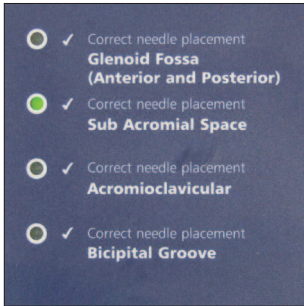 ✓ Correct needle placement
Glenoid Fossa
(Anterior and Posterior)
✓ Correct needle placement
Sub Acromial Space
✓ Correct needle placement
Acromioclavicular
✓ Correct needle placement
Bicipital Groove